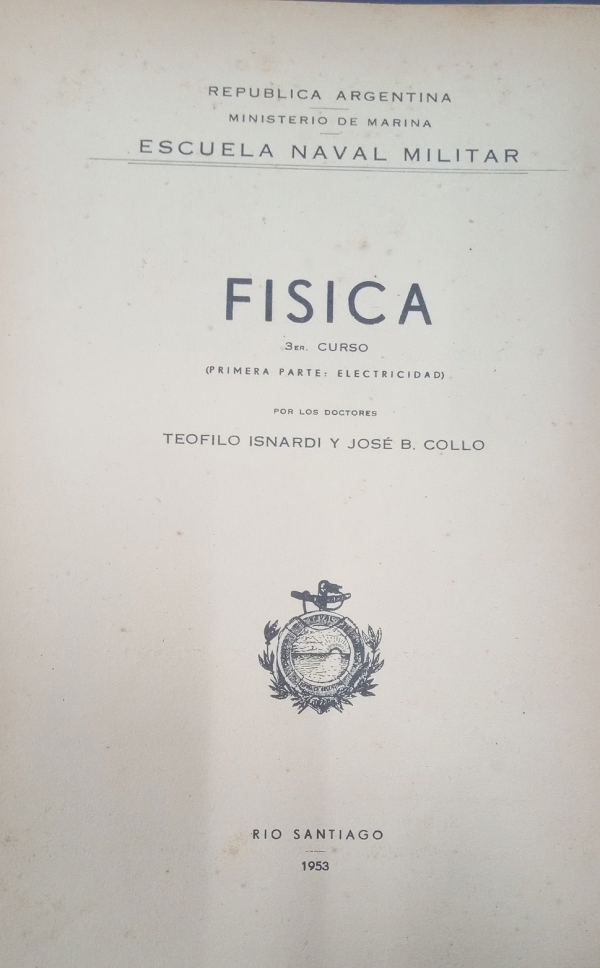 REPUBLICA ARGENTINA
MINISTERIO DE MARINA
ESCUELA NAVAL MILITAR
FISICA
3ER. CURSO
(PRIMERA PARTE: ELECTRICIDAD)
POR LOS DOCTORES
TEOFILO ISNARDI Y JOSÉ B. COLLO
RIO SANTIAGO
1953